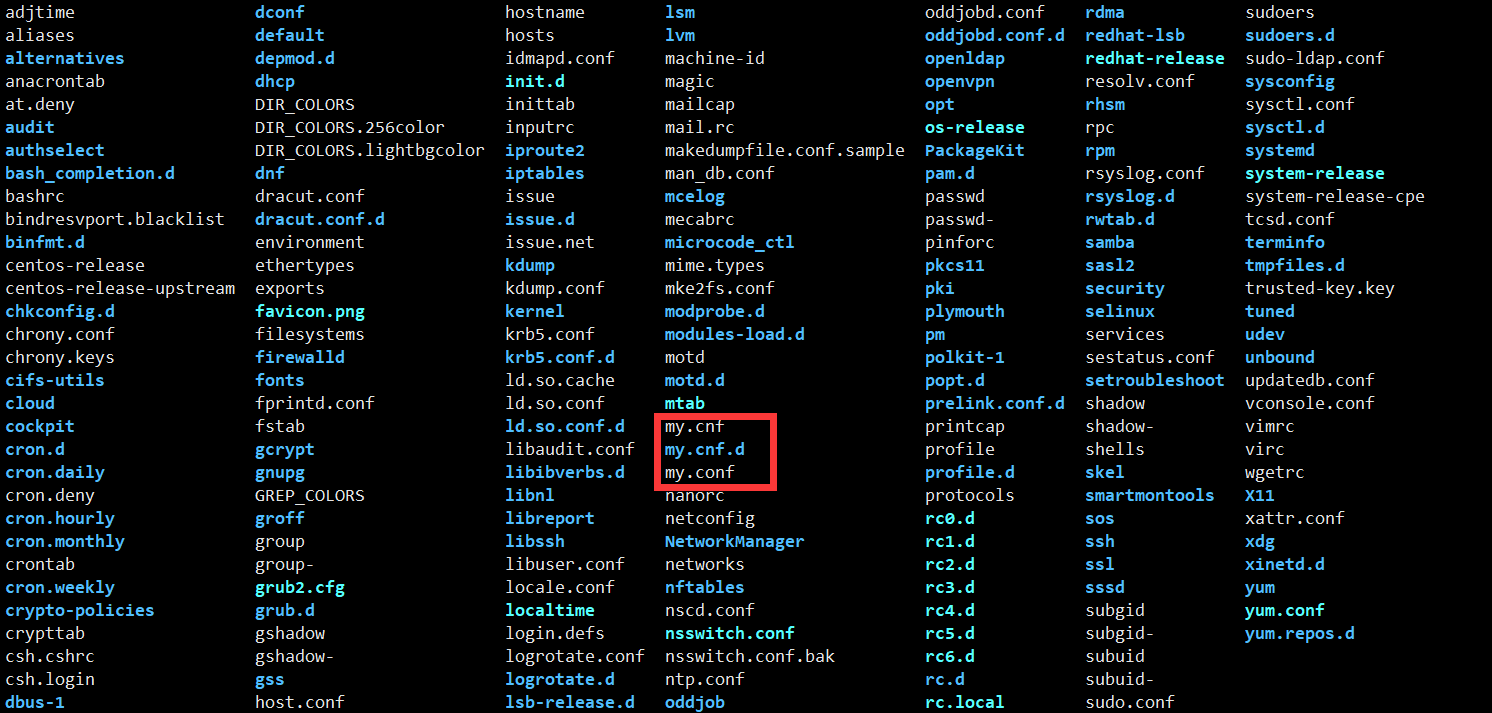 adjtime dconf hostname lsm oddjobd.conf rdma sudoers
aliases default hosts lvm oddjobd.conf.d redhat-lsb sudoers.d
alternatives depmod.d idmapd.conf machine-id openldap redhat-release sudo-ldap.conf
anacrontab dhcp init.d magic openvpn resolv.conf sysconfig
at.deny DIR_COLORS inittab mailcap opt rhsm sysctl.conf
audit DIR_COLORS.256color inputrc mail.rc os-release rpc sysctl.d
authselect DIR_COLORS.lightbgcolor iproute2 makedumpfile.conf.sample PackageKit rpm systemd
bash_completion.d dnf iptables man_db.conf pam.d rsyslog.conf system-release
bashrc dracut.conf issue mcelog passwd rsyslog.d system-release-cpe
bindresvport.blacklist dracut.conf.d issue.d mecabrc passwd- rwtab.d tcsd.conf
binfmt.d environment issue.net microcode_ctl pinforc samba terminfo
centos-release ethertypes kdump mime.types pkcs11 sasl2 tmpfiles.d
centos-release-upstream exports kdump.conf mke2fs.conf pki security trusted-key.key
chkconfig.d favicon.png kernel modprobe.d plymouth selinux tuned
chrony.conf filesystems krb5.conf modules-load.d pm services udev
chrony.keys firewalld krb5.conf.d motd polkit-1 sestatus.conf unbound
cifs-utils fonts ld.so.cache motd.d popt.d setroubleshoot updatedb.conf
cloud fprintd.conf ld.so.conf mtab prelink.conf.d shadow vconsole.conf
cockpit fstab ld.so.conf.d my.cnf printcap shadow- vimrc
cron.d gcrypt libaudit.conf my.cnf.d profile shells virc
cron.daily gnupg libibverbs.d my.conf profile.d skel wgetrc
cron.deny GREP_COLORS libnl nanorc protocols smartmontools X11
cron.hourly groff libreport netconfig rc0.d sos xattr.conf
cron.monthly group libssh NetworkManager rc1.d ssh xdg
crontab group- libuser.conf networks rc2.d ssl xinetd.d
cron.weekly grub2.cfg locale.conf nftables rc3.d sssd yum
crypto-policies grub.d localtime nscd.conf rc4.d subgid yum.conf
crypttab gshadow login.defs nsswitch.conf rc5.d subgid- yum.repos.d
csh.cshrc gshadow- logrotate.conf nsswitch.conf.bak rc6.d subuid
csh.login gss logrotate.d ntp.conf rc.d subuid-
dbus-1 host.conf lsb-release.d oddjob rc.local sudo.conf